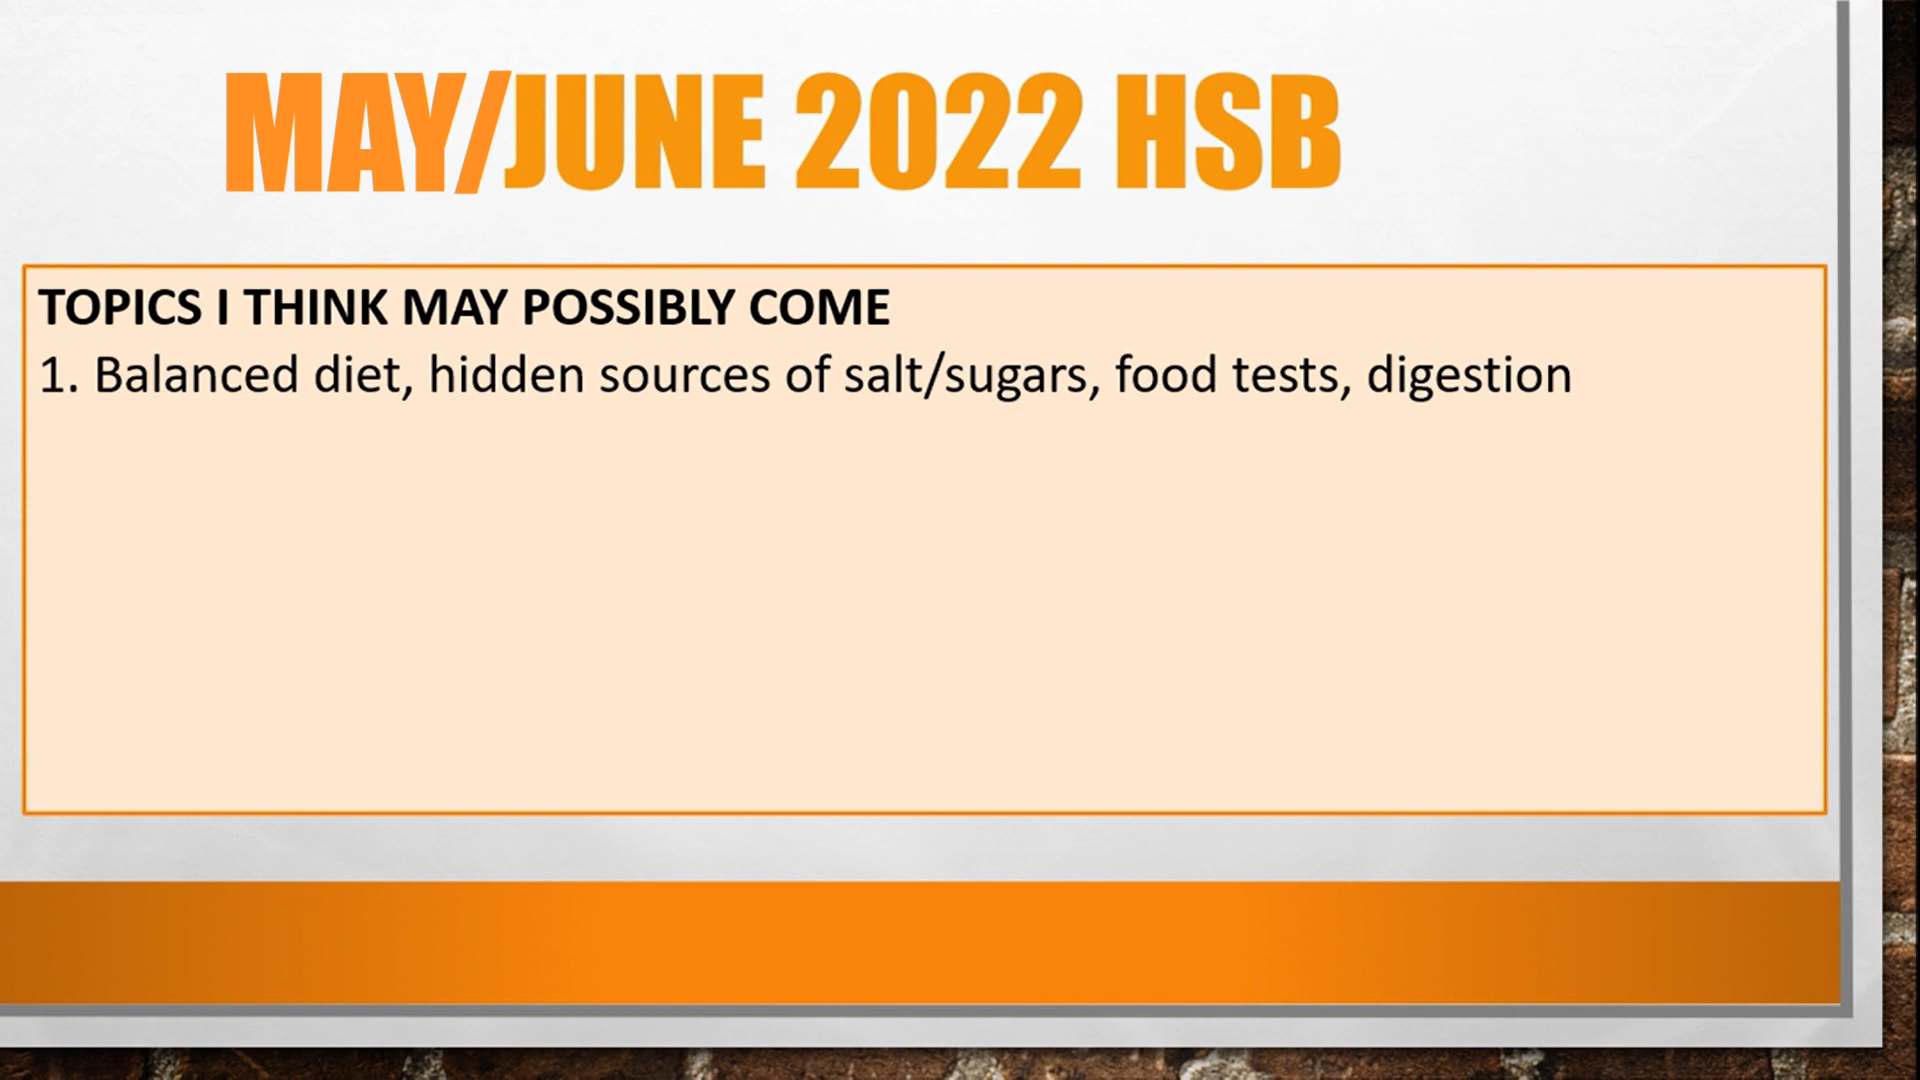 MAY/JUNE 2022 HSB
TOPICS I THINK MAY POSSIBLY COME
1. Balanced diet, hidden sources of salt/sugars, food tests, digestion